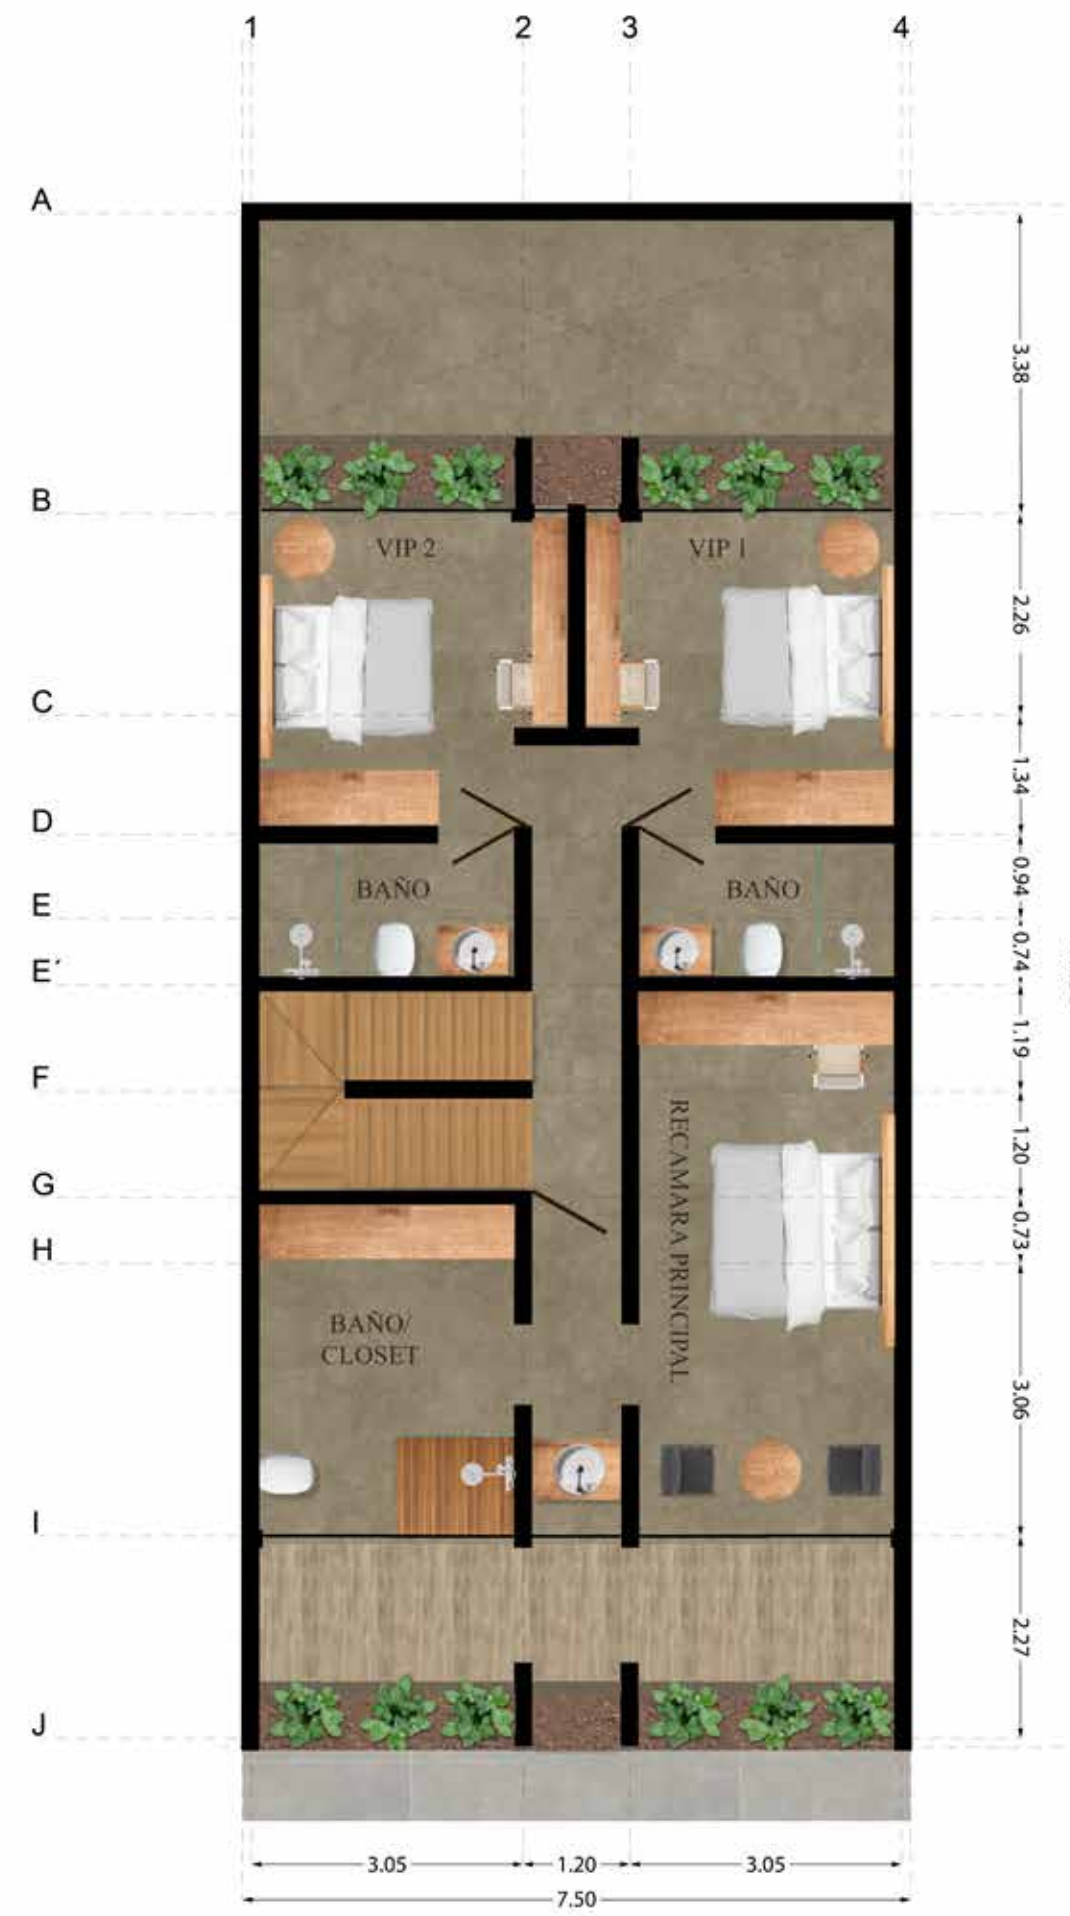 1 2 3 4
A
3.38
B
VIP 2 VIP 1
2.26
C
1.34
D
BAÑO BAÑO
0.94
E
0.74
E´
1.19
F
RECAMARA PRINCIPAL
1.20
G
0.73
H
BAÑO/
CLOSET
3.06
I
2.27
J
3.05 1.20 3.05
7.50